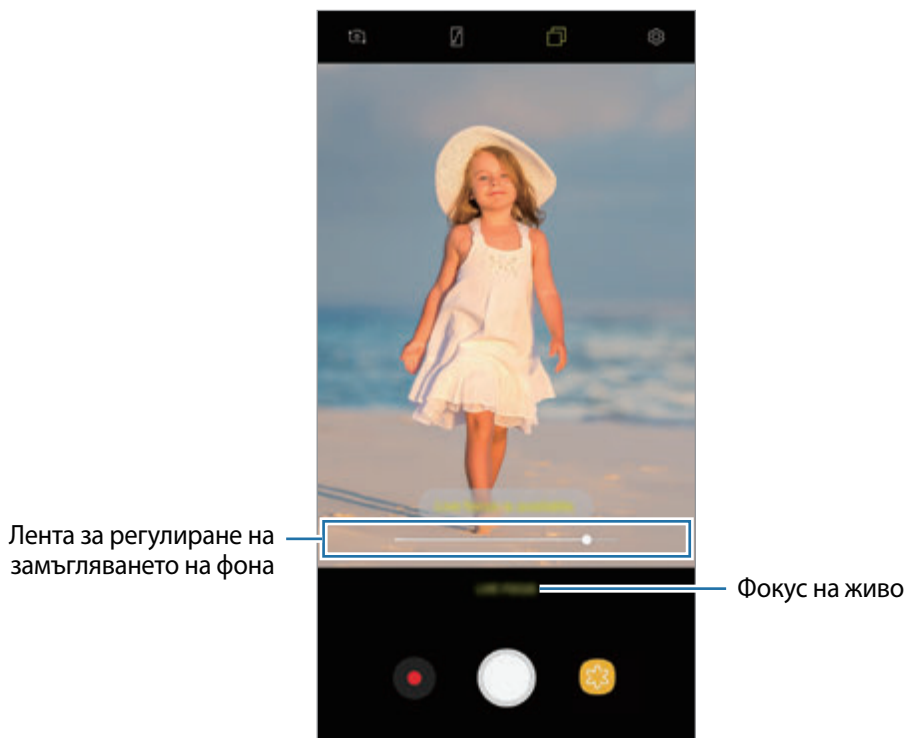 Лента за регулиране на
замъгляването на фона
Фокус на живо